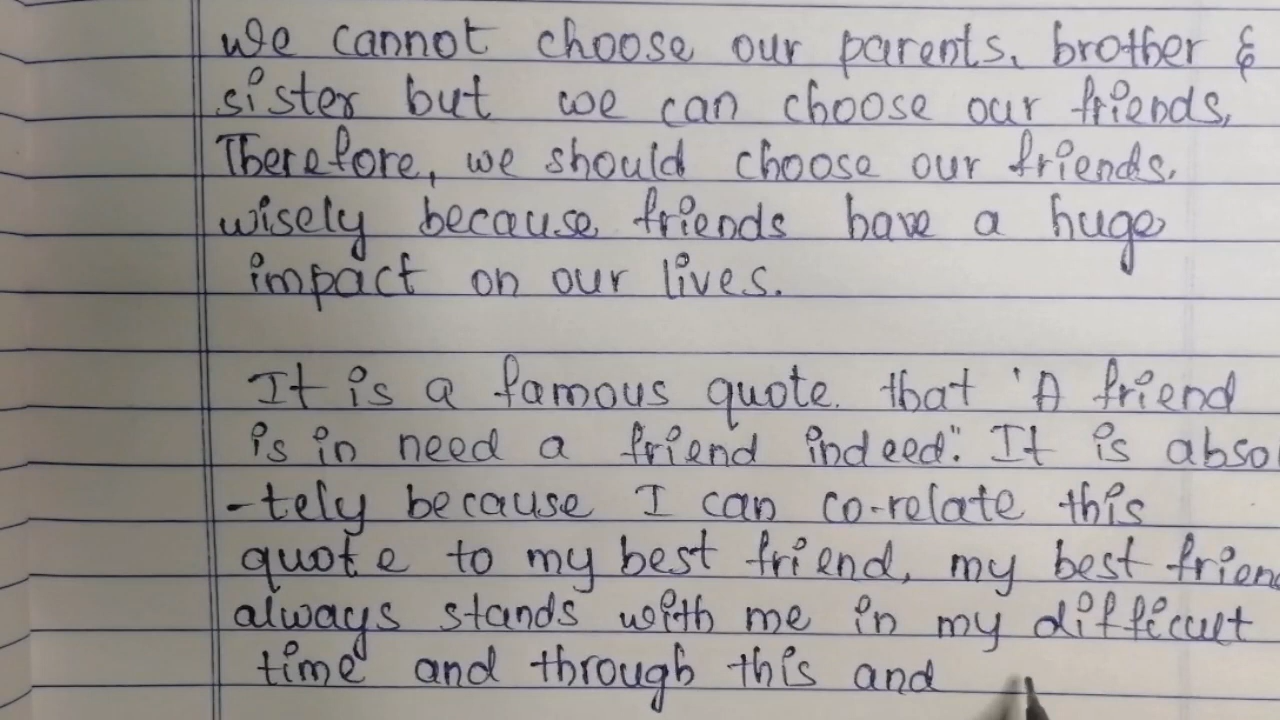 We cannot choose our parents, brother &
sister but we can choose our friends,
Therefore, we should choose our friends.
wisely because friends have a huge
impact on our lives.
It is a famous quote. that 'A friend
is in need a friend indeed." It is abso
-tely because I can co-relate this
quote to my best friend, my best frien
always stands with me in my difficult
time and through this and